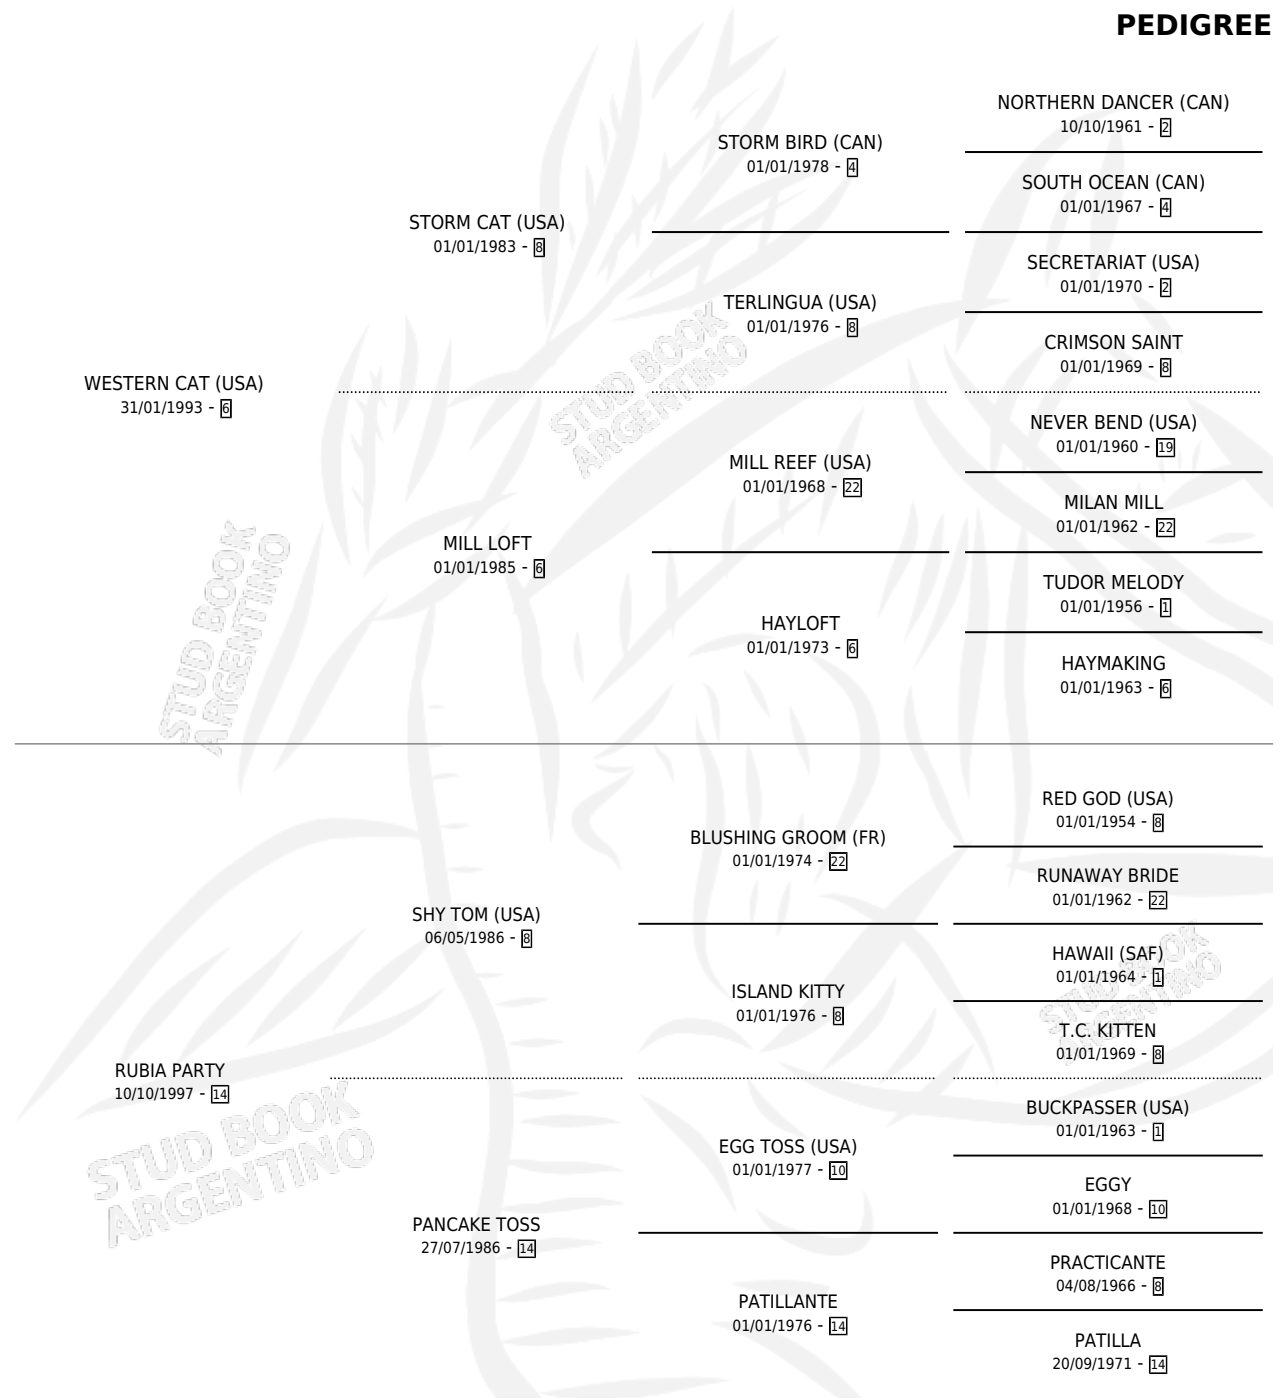 PEDIGREE
NORTHERN DANCER (CAN)
10/10/1961 - 2
STORM BIRD (CAN)
01/01/1978 - 4
SOUTH OCEAN (CAN)
01/01/1967 - 4
STORM CAT (USA)
01/01/1983 - 8
SECRETARIAT (USA)
01/01/1970 - 2
TERLINGUA (USA)
01/01/1976 - 8
CRIMSON SAINT
01/01/1969 - 8
WESTERN CAT (USA)
31/01/1993 - 6
NEVER BEND (USA)
01/01/1960 - 19
MILL REEF (USA)
01/01/1968 - 22
MILAN MILL
01/01/1962 - 22
MILL LOFT
01/01/1985 - 6
TUDOR MELODY
01/01/1956 - 1
HAYLOFT
01/01/1973 - 6
HAYMAKING
01/01/1963 - 6
RED GOD (USA)
01/01/1954 - 8
BLUSHING GROOM (FR)
01/01/1974 - 22
RUNAWAY BRIDE
01/01/1962 - 22
SHY TOM (USA)
06/05/1986 - 8
HAWAII (SAF)
01/01/1964 - 1
ISLAND KITTY
01/01/1976 - 8
T.C. KITTEN
01/01/1969 - 8
RUBIA PARTY
10/10/1997 - 14
BUCKPASSER (USA)
01/01/1963 - 1
EGG TOSS (USA)
01/01/1977 - 10
EGGY
01/01/1968 - 10
PANCAKE TOSS
27/07/1986 - 14
PRACTICANTE
04/08/1966 - 8
PATILLANTE
01/01/1976 - 14
PATILLA
20/09/1971 - 14
STUD BOOK
ARGENTINO
STUD BOOK
ARGENTINO
STUD BOOK
ARGENTINO
STUD BOOK
ARGENTINO